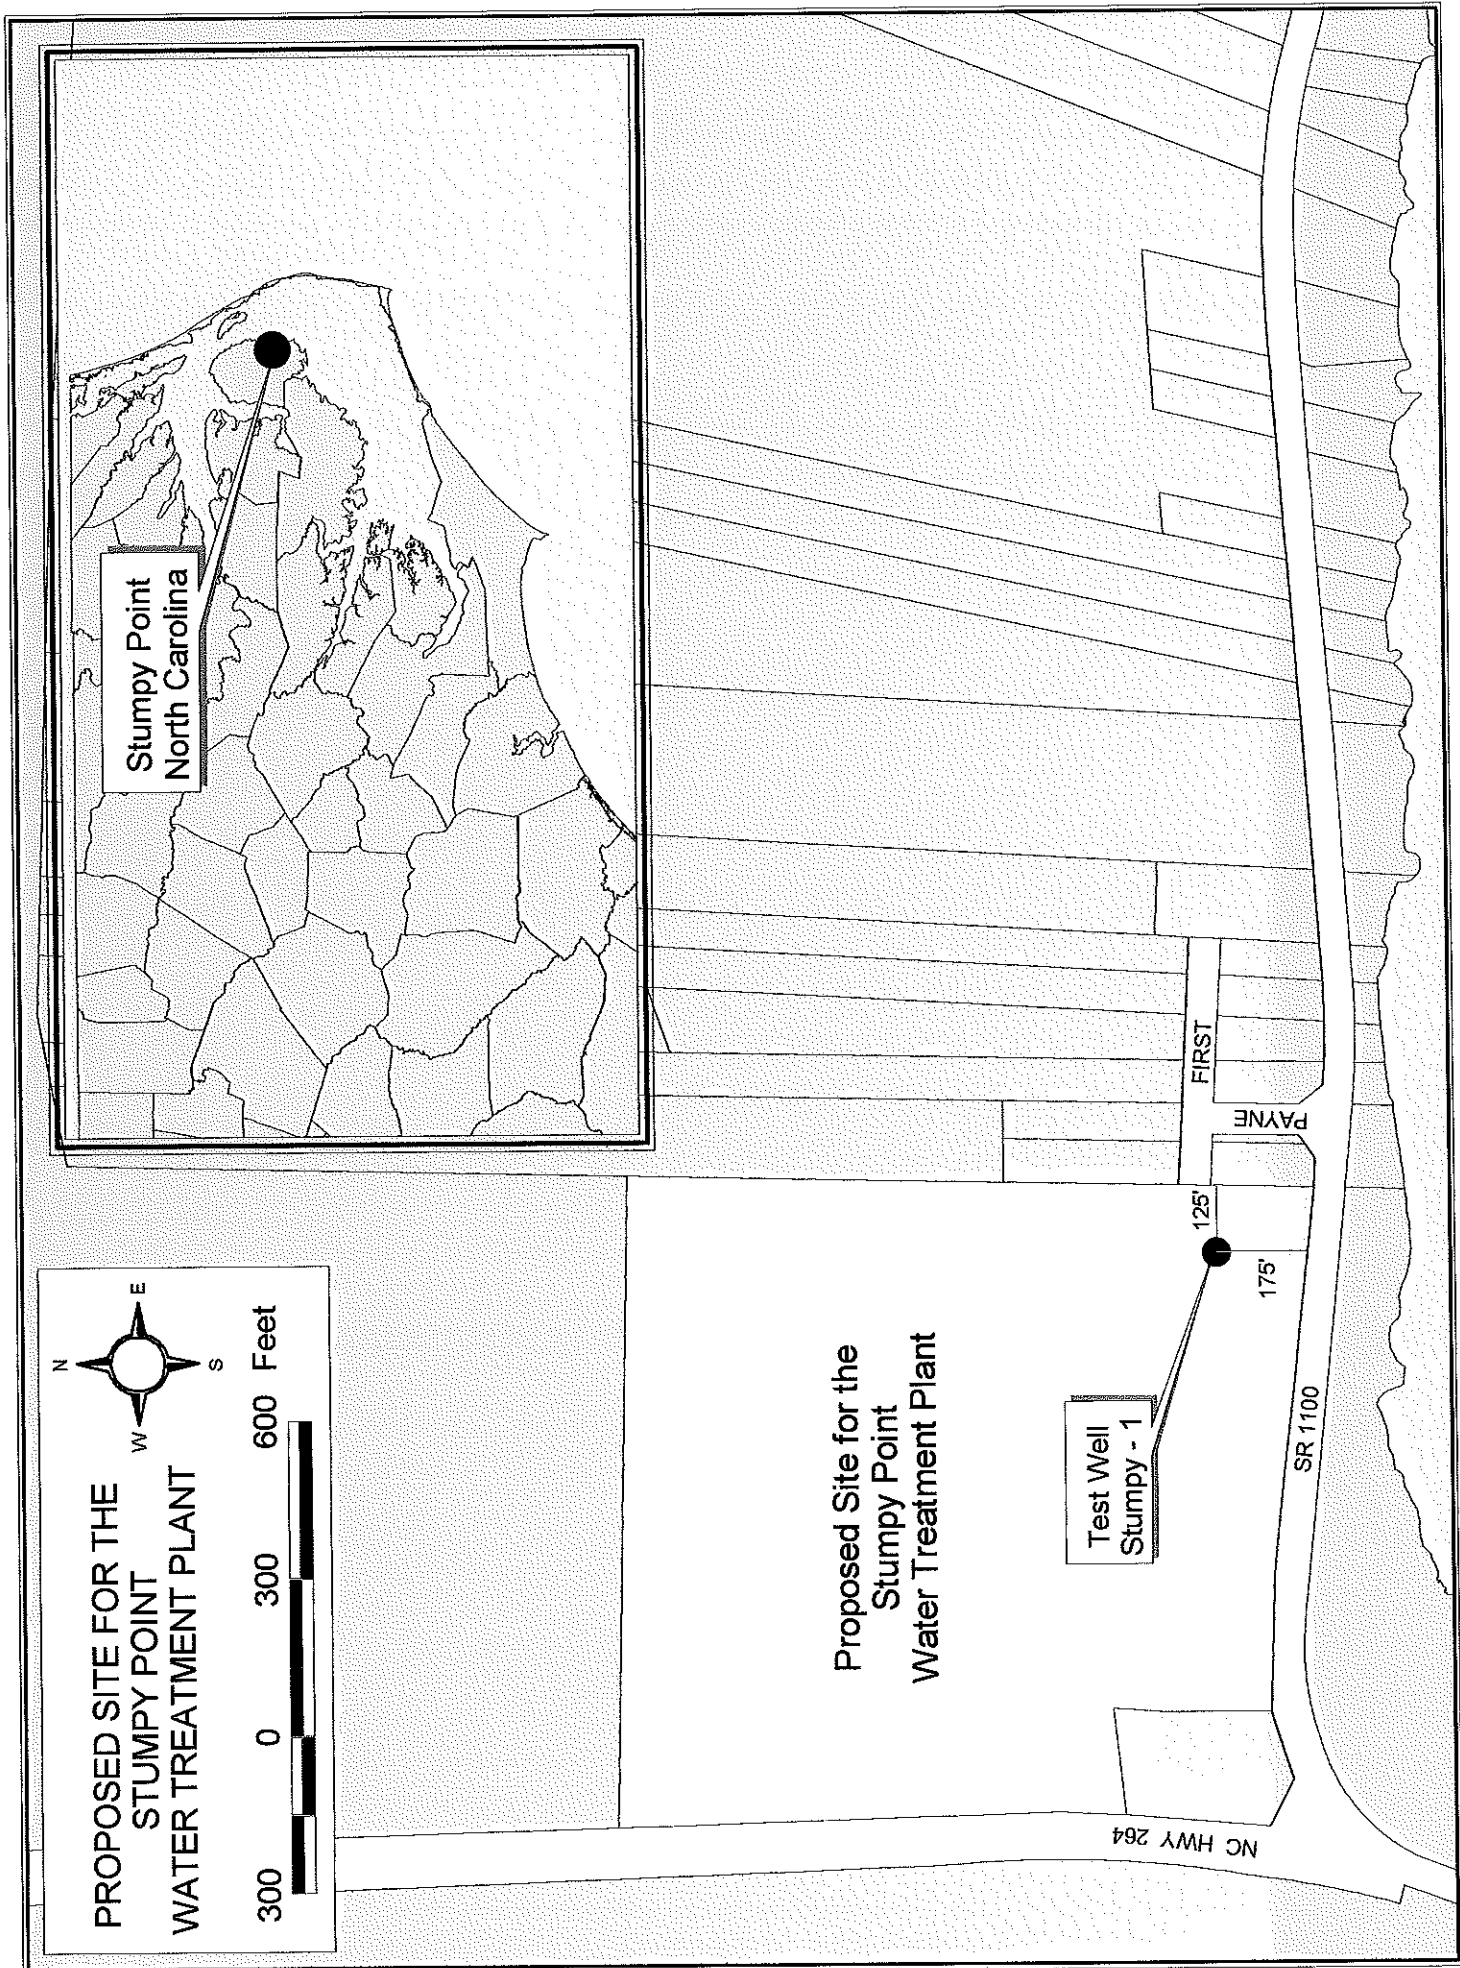 PROPOSED SITE FOR THE
STUMPY POINT
WATER TREATMENT PLANT
N
W
E
S
300 0 300 600 Feet
Stumpy Point
North Carolina
Proposed Site for the
Stumpy Point
Water Treatment Plant
Test Well
Stumpy - 1
125'
175'
FIRST
PAYNE
SR 1100
NC HWY 264